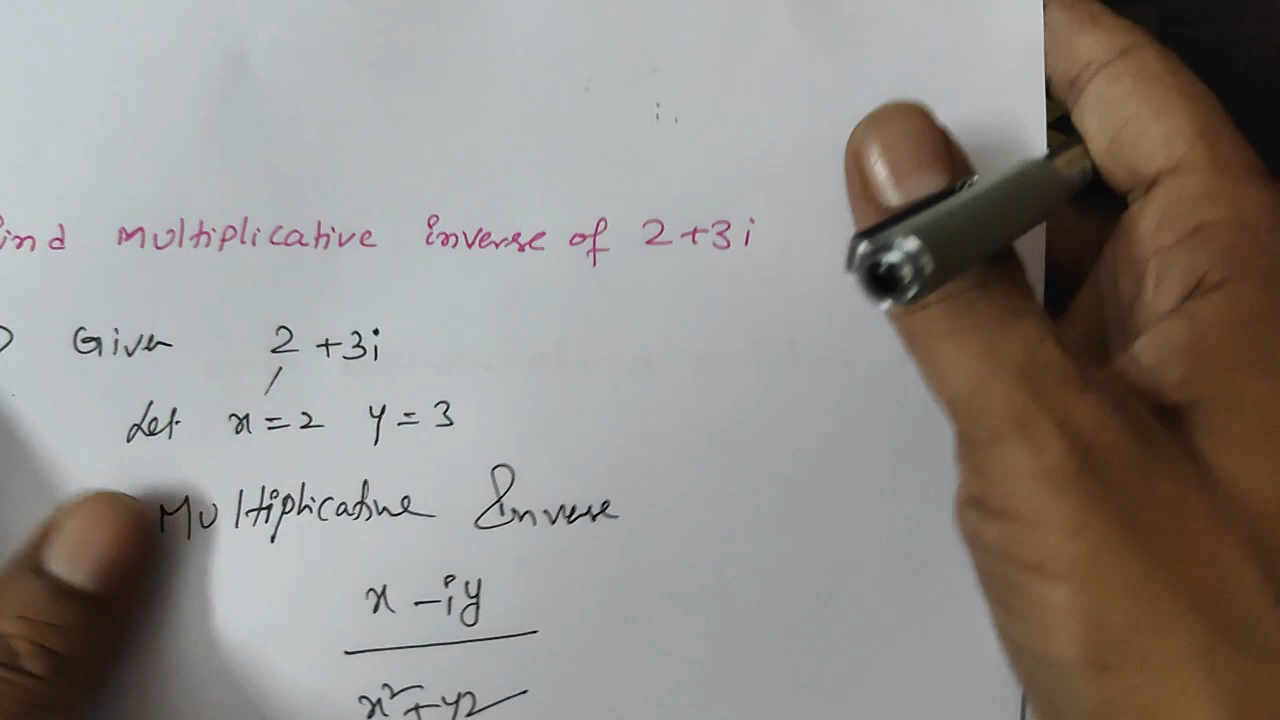 ind multiplicative inverse of 2+3i
Given 2+3i
Let x=2 y=3
Multiplicative Inverse
x-iy
x²+y2